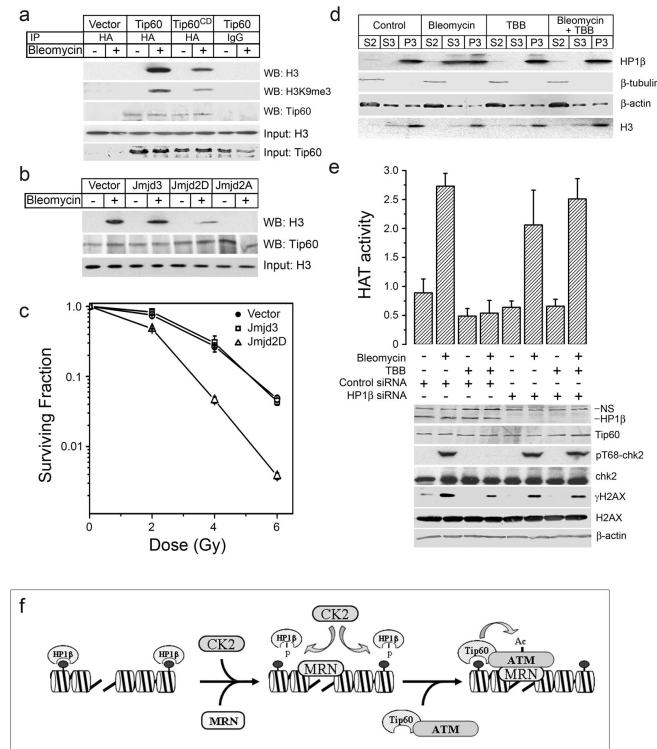 a
Vector Tip60 Tip60CD Tip60
IP HA HA HA IgG
Bleomycin - + - + - + - +
WB: H3
WB: H3K9me3
WB: Tip60
Input: H3
Input: Tip60
b
Vector Jmjd3 Jmjd2D Jmjd2A
Bleomycin - + - + - + - +
WB: H3
WB: Tip60
Input: H3
c
Surviving Fraction
1.0
0.1
0.01
Vector
Jmjd3
Jmjd2D
0 2 4 6
Dose (Gy)
d
Control Bleomycin TBB Bleomycin + TBB
S2 S3 P3 S2 S3 P3 S2 S3 P3 S2 S3 P3
HP1β
β-tubulin
β-actin
H3
e
HAT activity
3.0
2.5
2.0
1.5
1.0
0.5
0
Bleomycin - + - + - + - +
TBB - - + + - - + +
Control siRNA + + + + - - - -
HP1β siRNA - - - - + + + +
NS
HP1β
Tip60
pT68-chk2
chk2
γH2AX
H2AX
β-actin
f
HP1β HP1β
CK2
MRN
CK2
HP1β HP1β
P P
MRN
Tip60 ATM
Ac
Tip60
ATM
MRN